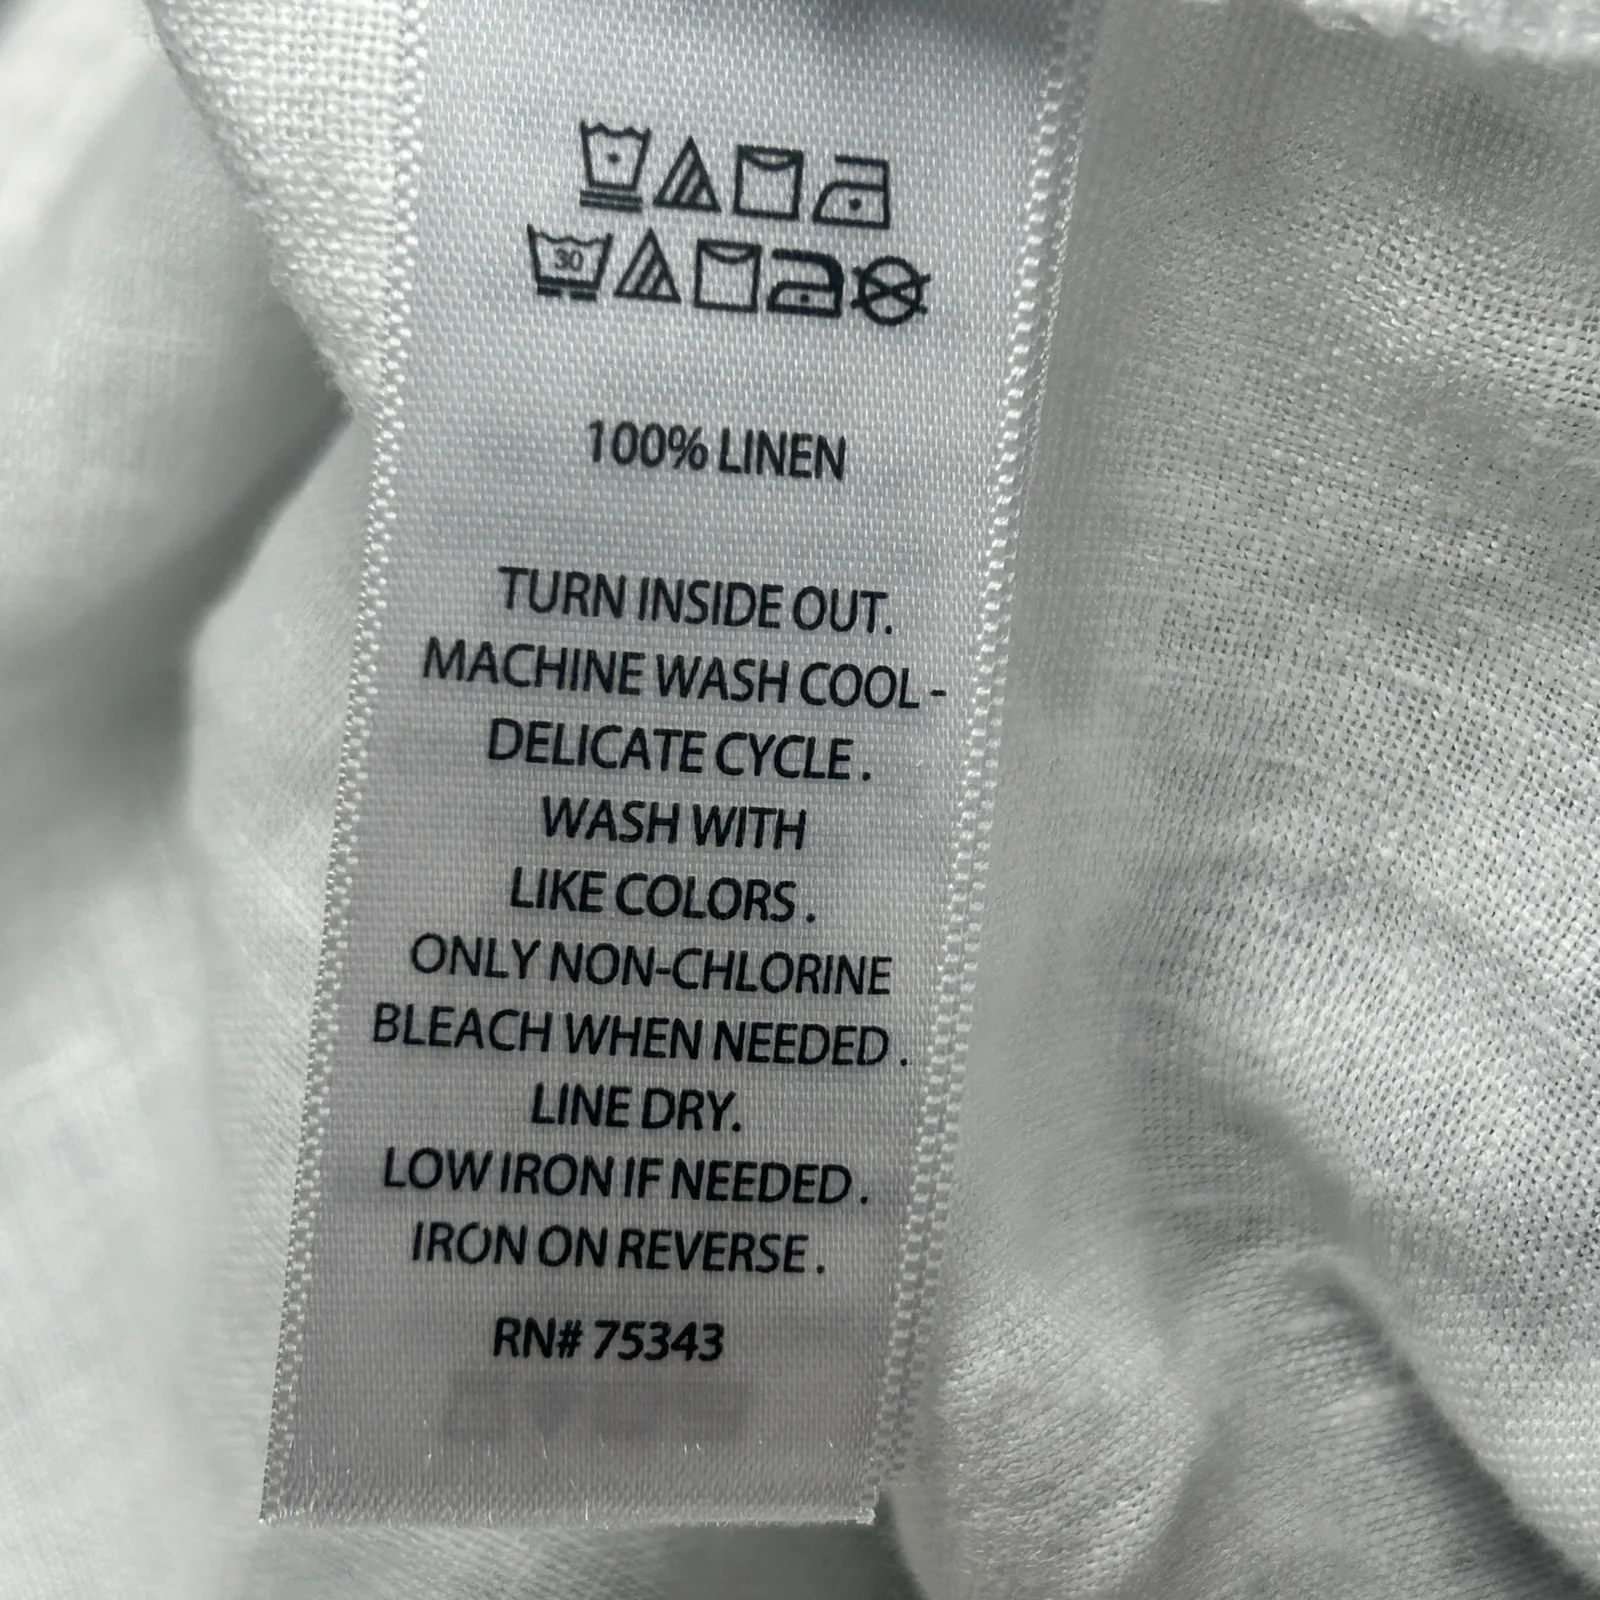 30
100% LINEN
TURN INSIDE OUT.
MACHINE WASH COOL -
DELICATE CYCLE .
WASH WITH
LIKE COLORS .
ONLY NON-CHLORINE
BLEACH WHEN NEEDED .
LINE DRY.
LOW IRON IF NEEDED .
IRON ON REVERSE .
RN# 75343